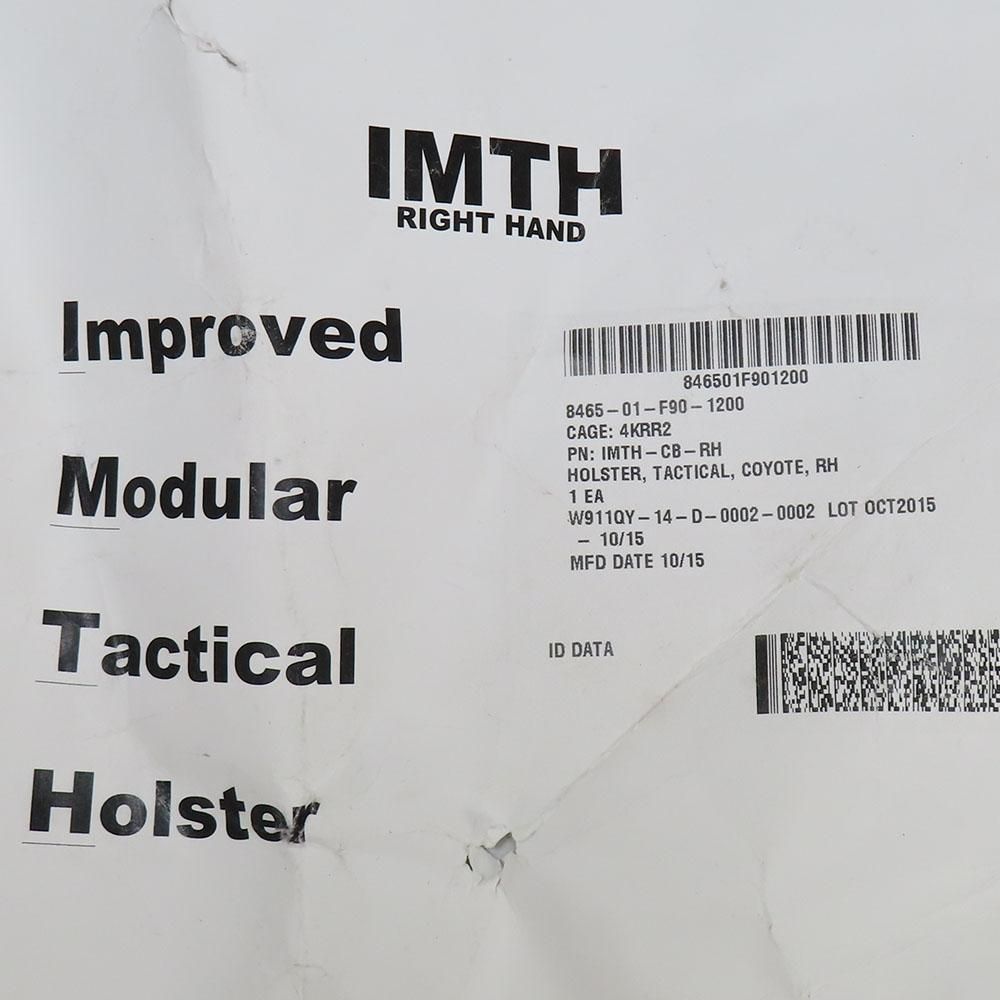 IMTH
RIGHT HAND
Improved
Modular
Tactical
Holster
846501F901200
8465-01-F90-1200
CAGE: 4KRR2
PN: IMTH-CB-RH
HOLSTER, TACTICAL, COYOTE, RH
1 EA
W911QY-14-D-0002-0002 LOT OCT2015
- 10/15
MFD DATE 10/15
ID DATA